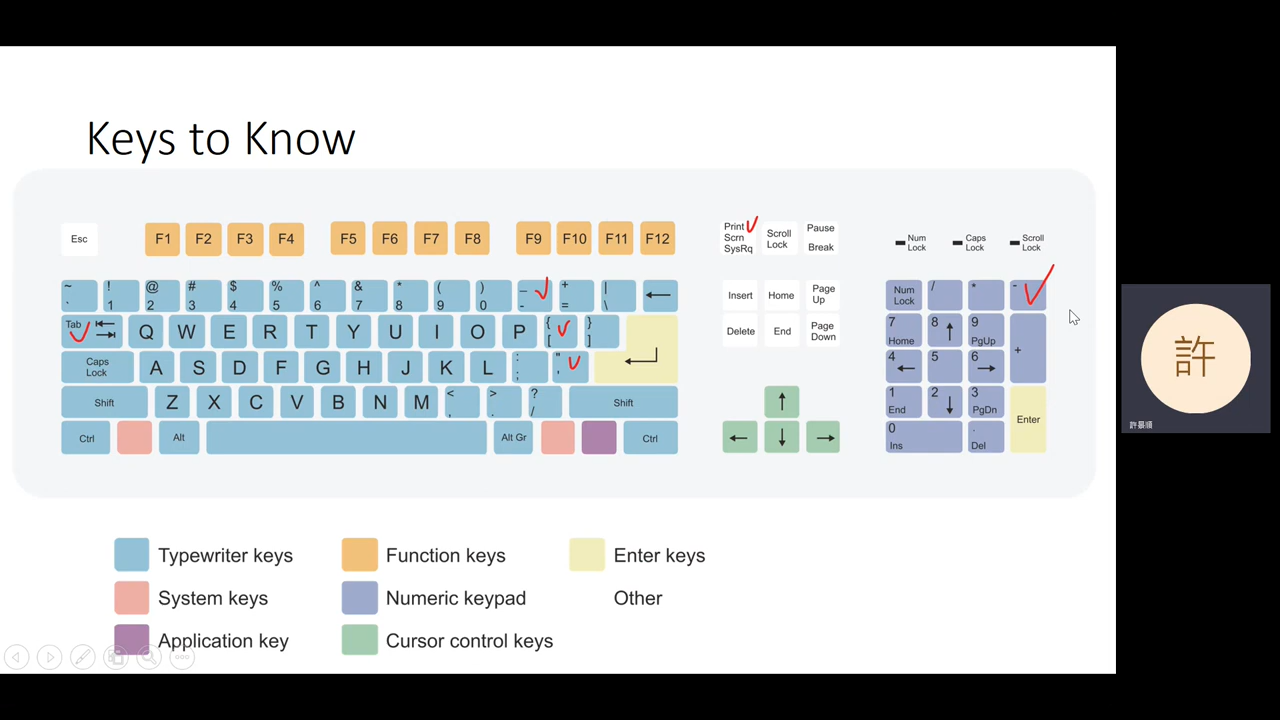 Keys to Know
Esc F1 F2 F3 F4 F5 F6 F7 F8 F9 F10 F11 F12
Print Scrn SysRq
Scroll Lock
Pause Break
Num Lock
Caps Lock
Scroll Lock
~ ` ! 1 @ 2 # 3 $ 4 % 5 ^ 6 & 7 * 8 ( 9 ) 0 _ - + = | \ ←
Insert Home Page Up
Num Lock / * -
Tab Q W E R T Y U I O P { [ } ]
Delete End Page Down
7 Home 8 ↑ 9 PgUp +
Caps Lock A S D F G H J K L : ; " '
4 ← 5 6 →
Shift Z X C V B N M < , > . ? / Shift
↑
1 End 2 ↓ 3 PgDn Enter
Ctrl Alt Alt Gr Ctrl
← ↓ →
0 Ins . Del
Typewriter keys
Function keys
Enter keys
System keys
Numeric keypad
Other
Application key
Cursor control keys
許
許景順